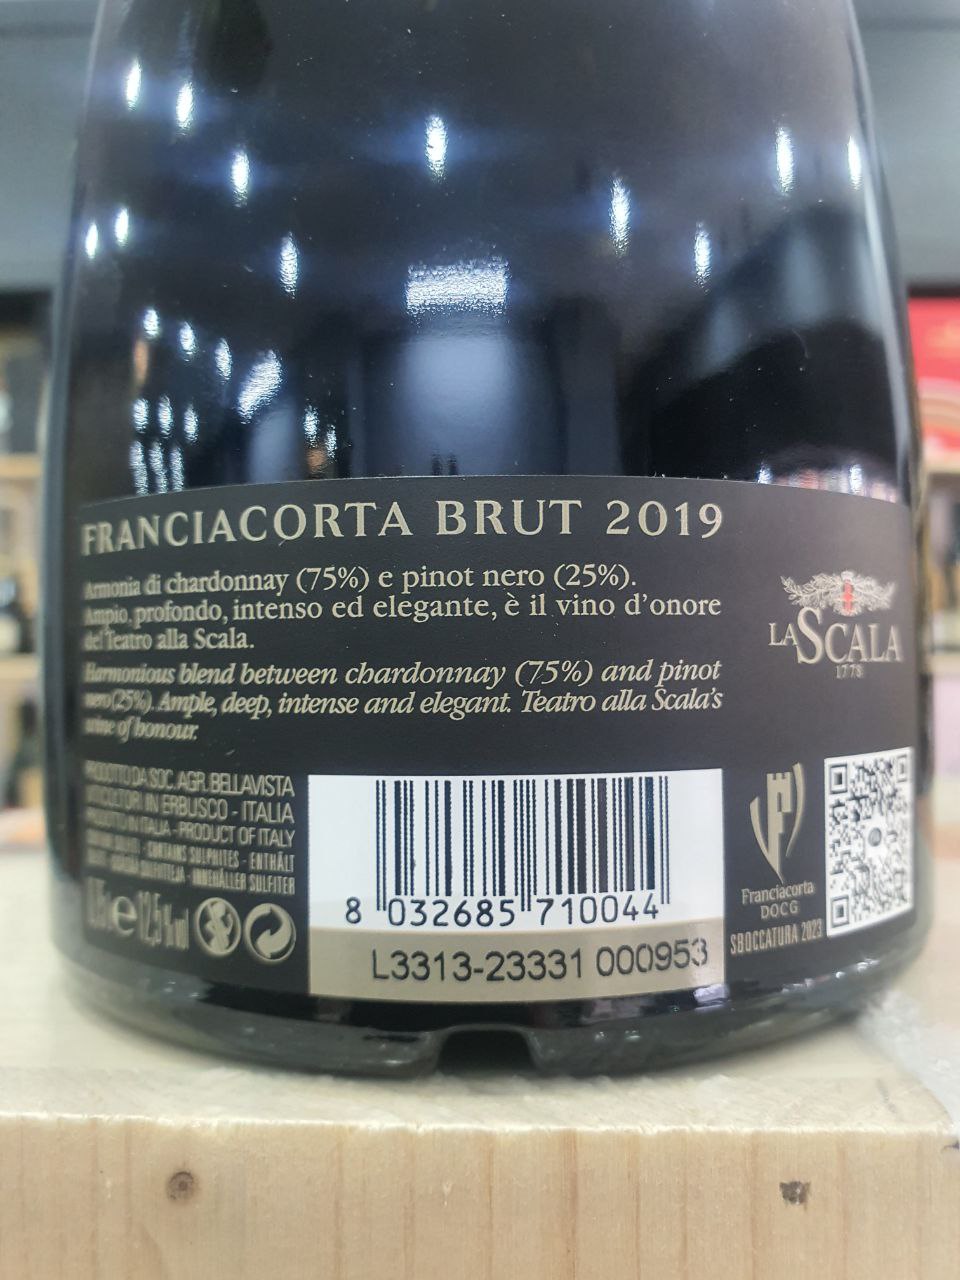 FRANCIACORTA BRUT 2019
Armonia di chardonnay (75%) e pinot nero (25%).
Ampio, profondo, intenso ed elegante, è il vino d'onore
del Teatro alla Scala.
Harmonious blend between chardonnay (75%) and pinot
nero (25%). Ample, deep, intense and elegant. Teatro alla Scala's
wine of honour.
LA SCALA
1778
PRODOTTO DA SOC. AGR. BELLAVISTA
VITICOLTORI IN ERBUSCO - ITALIA
PRODOTTO IN ITALIA - PRODUCT OF ITALY
CONTAINS SULPHITES - ENTHÄLT
INNEHÅLLER SULFITER
e 12,5% vol
8 032685 710044
L3313-23331 000953
Franciacorta
DOCG
SBOCCATURA 2023